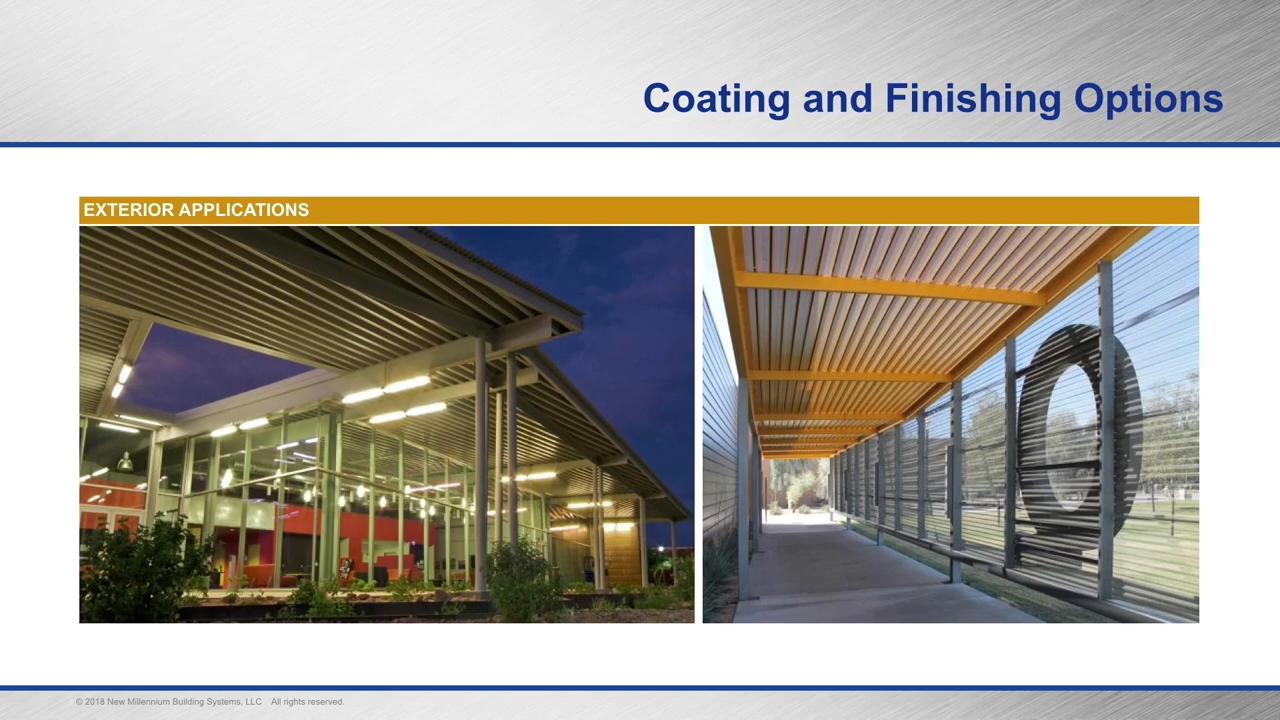 Coating and Finishing Options
EXTERIOR APPLICATIONS
© 2018 New Millennium Building Systems, LLC All rights reserved.